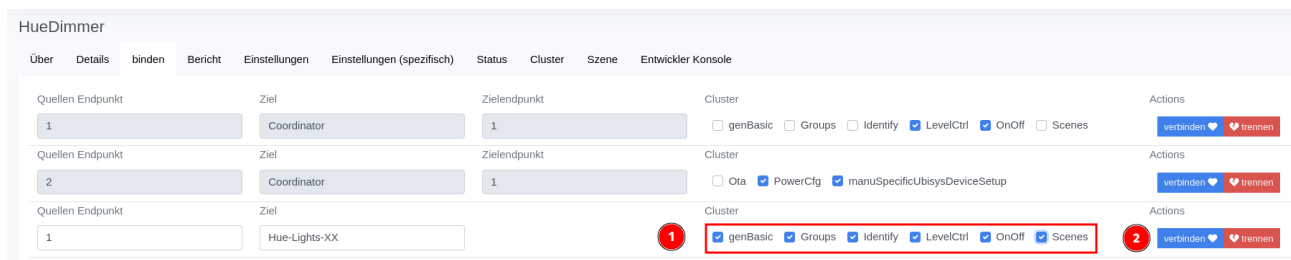 HueDimmer
Über Details binden Bericht Einstellungen Einstellungen (spezifisch) Status Cluster Szene Entwickler Konsole
Quellen Endpunkt Ziel Zielendpunkt Cluster Actions
1 Coordinator 1 genBasic Groups Identify LevelCtrl OnOff Scenes verbinden trennen
Quellen Endpunkt Ziel Zielendpunkt Cluster Actions
2 Coordinator 1 Ota PowerCfg manuSpecificUbisysDeviceSetup verbinden trennen
Quellen Endpunkt Ziel Cluster Actions
1 Hue-Lights-XX 1 genBasic Groups Identify LevelCtrl OnOff Scenes 2 verbinden trennen